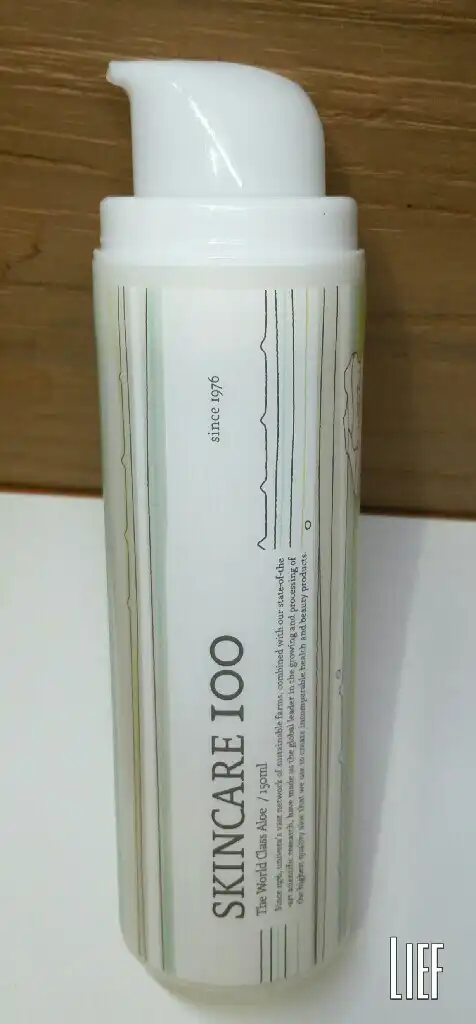 since 1976
SKINCARE 100
The World Class Aloe / 150ml
Since 1976, univera's vast network of sustainable farms, combined with our state-of-the
-art scientific research, have made us the global leader in the growing and processing of
the highest quality aloe that we use to create incomparable health and beauty products.
LIEF